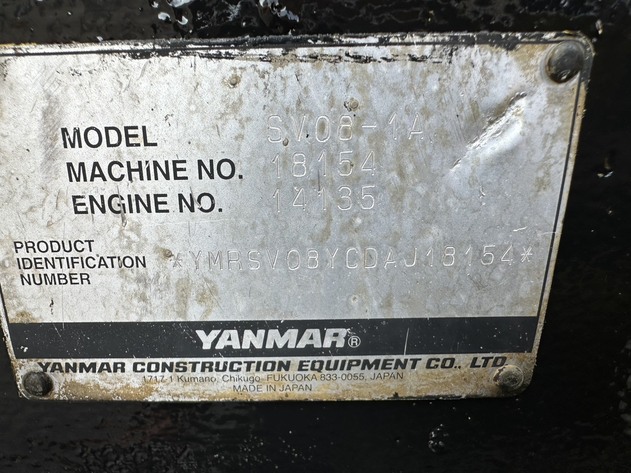 MODEL SV08-1A
MACHINE NO. 18154
ENGINE NO. 14135
PRODUCT
IDENTIFICATION *YMRSV08YCDAJ18154*
NUMBER
YANMAR®
YANMAR CONSTRUCTION EQUIPMENT CO., LTD
1717-1 Kumano, Chikugo- FUKUOKA 833-0055, JAPAN
MADE IN JAPAN